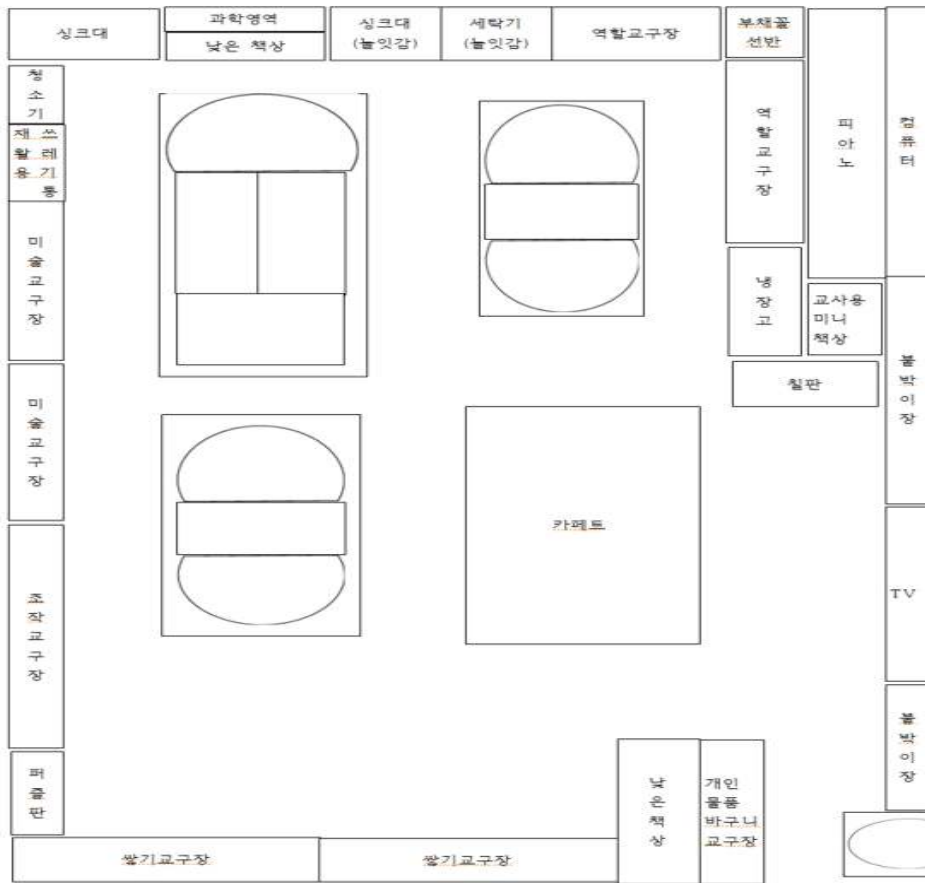 싱크대
과학영역
낮은 책상
싱크대
(놀잇감)
세탁기
(놀잇감)
역할교구장
부채꼴
선반
청소기
재활용
쓰레기통
미술교구장
미술교구장
조작교구장
퍼즐판
역할교구장
피아노
컴퓨터
냉장고
교사용
미니
책상
칠판
붙박이장
카페트
TV
붙박이장
낮은책상
개인
물품
바구니
교구장
쌓기교구장
쌓기교구장